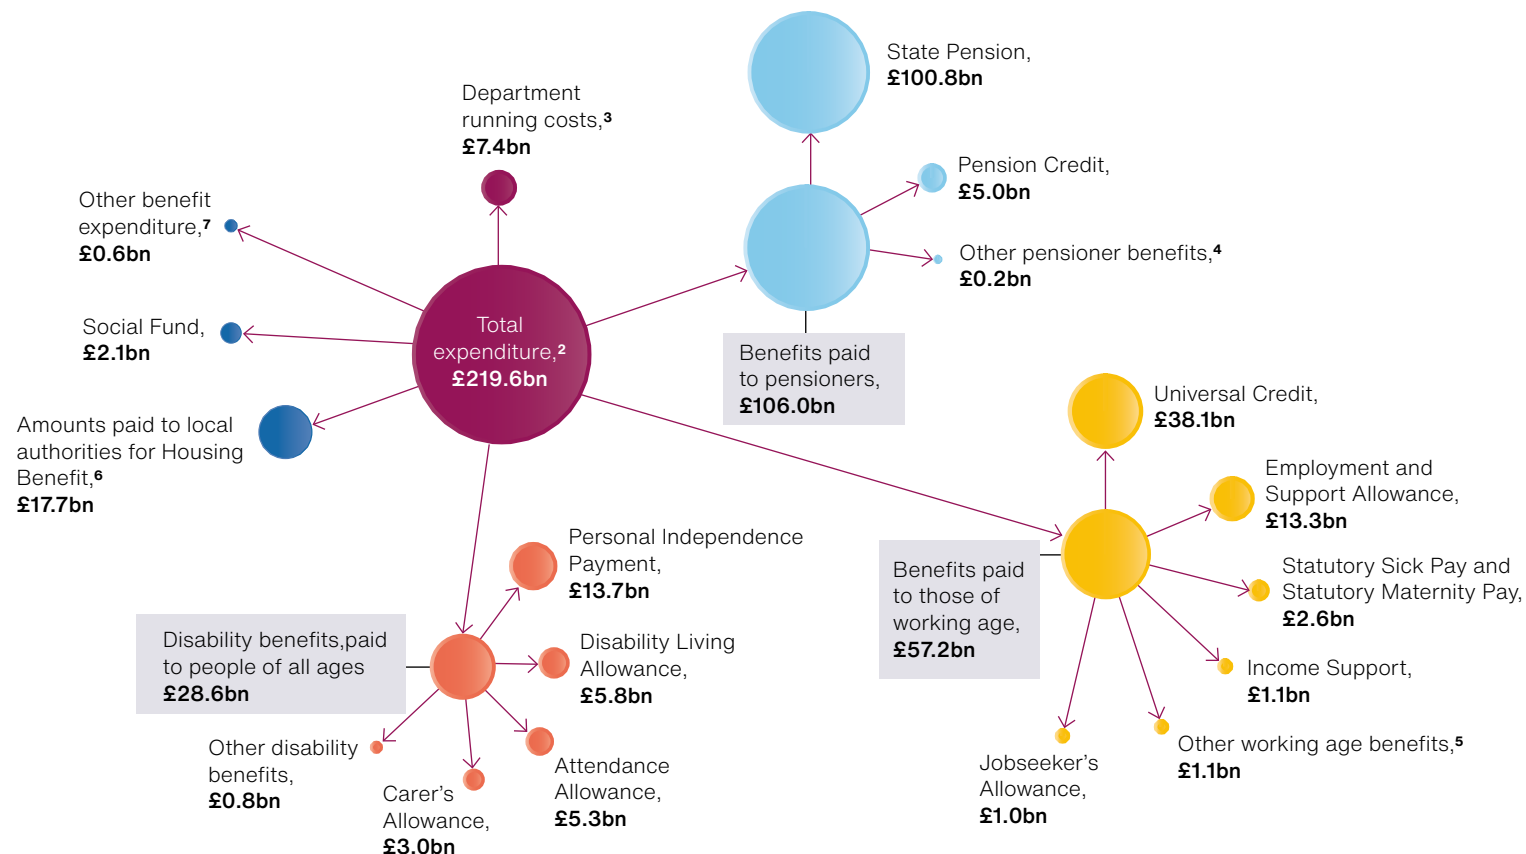 State Pension,
£100.8bn
Department
running costs,³
£7.4bn
Pension Credit,
£5.0bn
Other benefit
expenditure,⁷
£0.6bn
Other pensioner benefits,⁴
£0.2bn
Social Fund,
£2.1bn
Total
expenditure,²
£219.6bn
Benefits paid
to pensioners,
£106.0bn
Universal Credit,
£38.1bn
Amounts paid to local
authorities for Housing
Benefit,⁶
£17.7bn
Employment and
Support Allowance,
£13.3bn
Personal Independence
Payment,
£13.7bn
Benefits paid
to those of
working age,
£57.2bn
Statutory Sick Pay and
Statutory Maternity Pay,
£2.6bn
Disability benefits,paid
to people of all ages
£28.6bn
Disability Living
Allowance,
£5.8bn
Income Support,
£1.1bn
Other disability
benefits,
£0.8bn
Carer’s
Allowance,
£3.0bn
Attendance
Allowance,
£5.3bn
Jobseeker’s
Allowance,
£1.0bn
Other working age benefits,⁵
£1.1bn